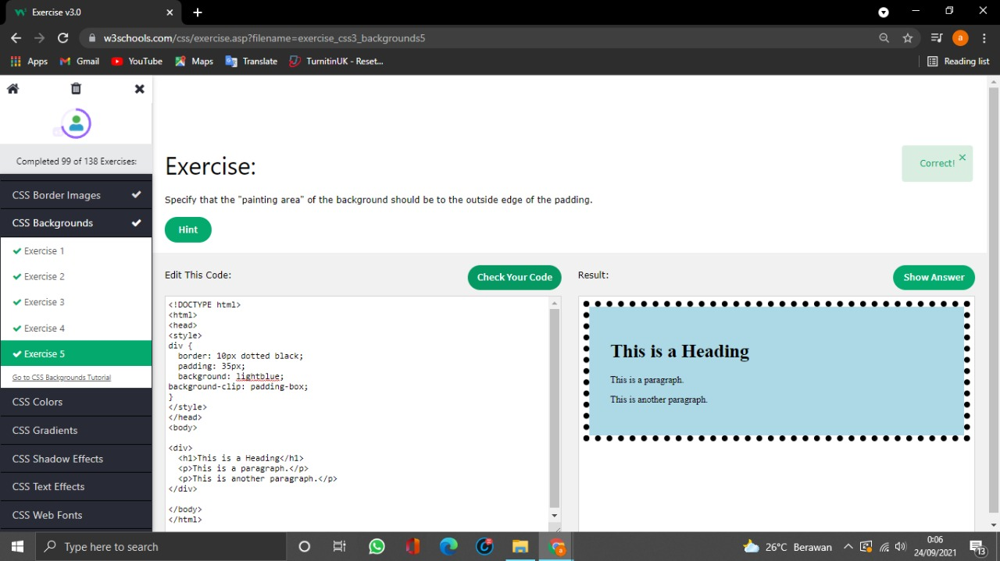 Exercise v3.0
w3schools.com/css/exercise.asp?filename=exercise_css3_backgrounds5
a
Apps
Gmail
YouTube
Maps
Translate
TurnitinUK - Reset...
Reading list
Completed 99 of 138 Exercises:
CSS Border Images
CSS Backgrounds
Exercise 1
Exercise 2
Exercise 3
Exercise 4
Exercise 5
Go to CSS Backgrounds Tutorial
CSS Colors
CSS Gradients
CSS Shadow Effects
CSS Text Effects
CSS Web Fonts
Exercise:
Correct!
Specify that the "painting area" of the background should be to the outside edge of the padding.
Hint
Edit This Code:
Check Your Code
<!DOCTYPE html>
<html>
<head>
<style>
div {
  border: 10px dotted black;
  padding: 35px;
  background: lightblue;
background-clip: padding-box;
}
</style>
</head>
<body>
<div>
  <h1>This is a Heading</h1>
  <p>This is a paragraph.</p>
  <p>This is another paragraph.</p>
</div>
</body>
</html>
Result:
Show Answer
This is a Heading
This is a paragraph.
This is another paragraph.
Type here to search
26°C Berawan
0:06
24/09/2021
13